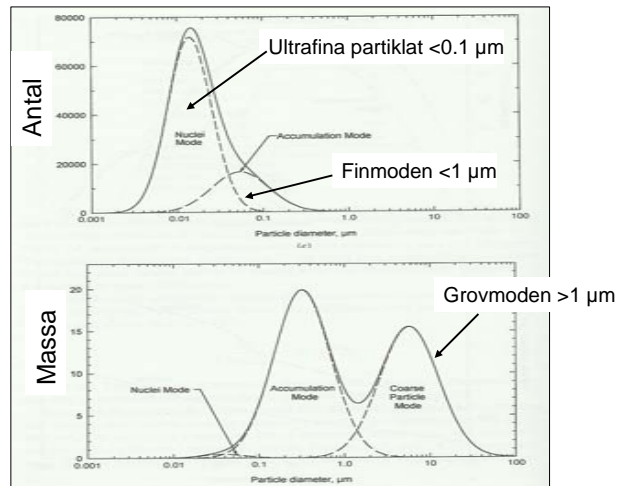 80000
60000
40000
20000
0
Antal
Ultrafina partiklat <0.1 µm
Nuclei
Mode
Accumulation Mode
Finmoden <1 µm
0.001
0.01
0.1
1.0
10
100
Particle diameter, µm
20
15
10
5
0
Massa
Grovmoden >1 µm
Nuclei Mode
Accumulation
Mode
Coarse
Particle
Mode
0.001
0.01
0.1
1.0
10
100
Particle diameter, µm